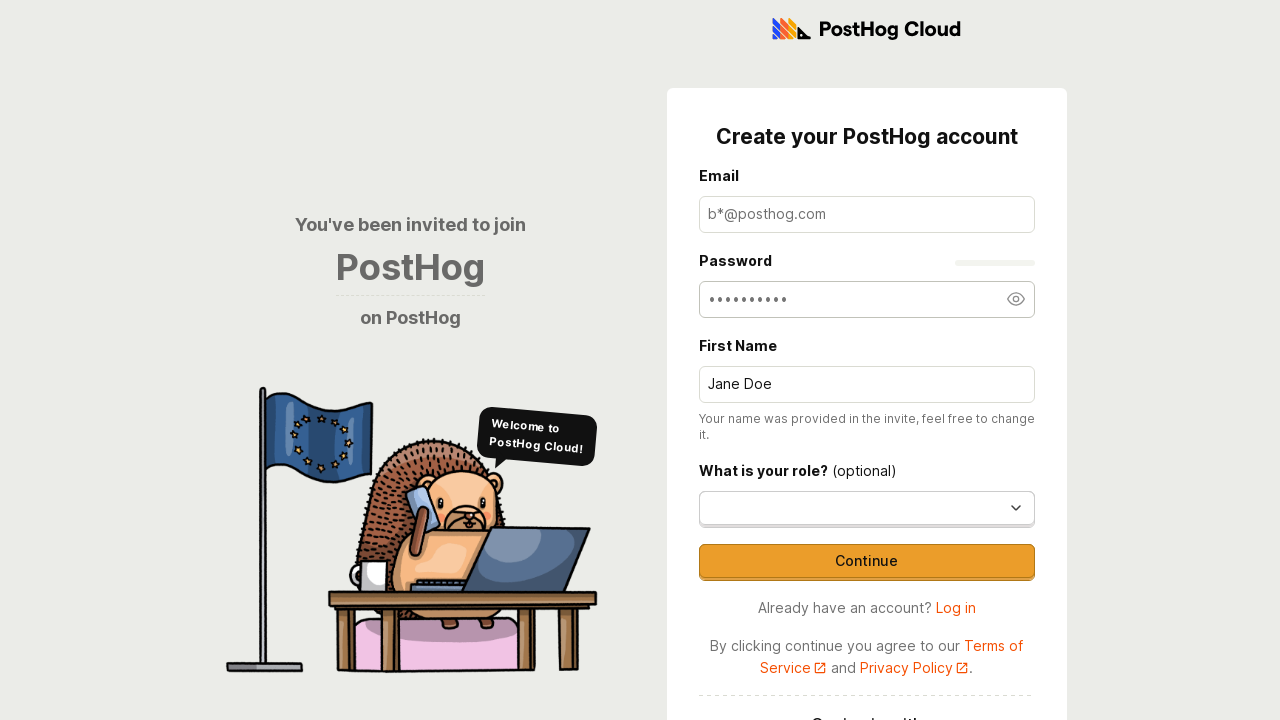 PostHog Cloud
Create your PostHog account
Email
b*@posthog.com
You've been invited to join
PostHog
on PostHog
Password
••••••••••
First Name
Jane Doe
Your name was provided in the invite, feel free to change
it.
Welcome to
PostHog Cloud!
What is your role? (optional)
Continue
Already have an account? Log in
By clicking continue you agree to our Terms of
Service and Privacy Policy.